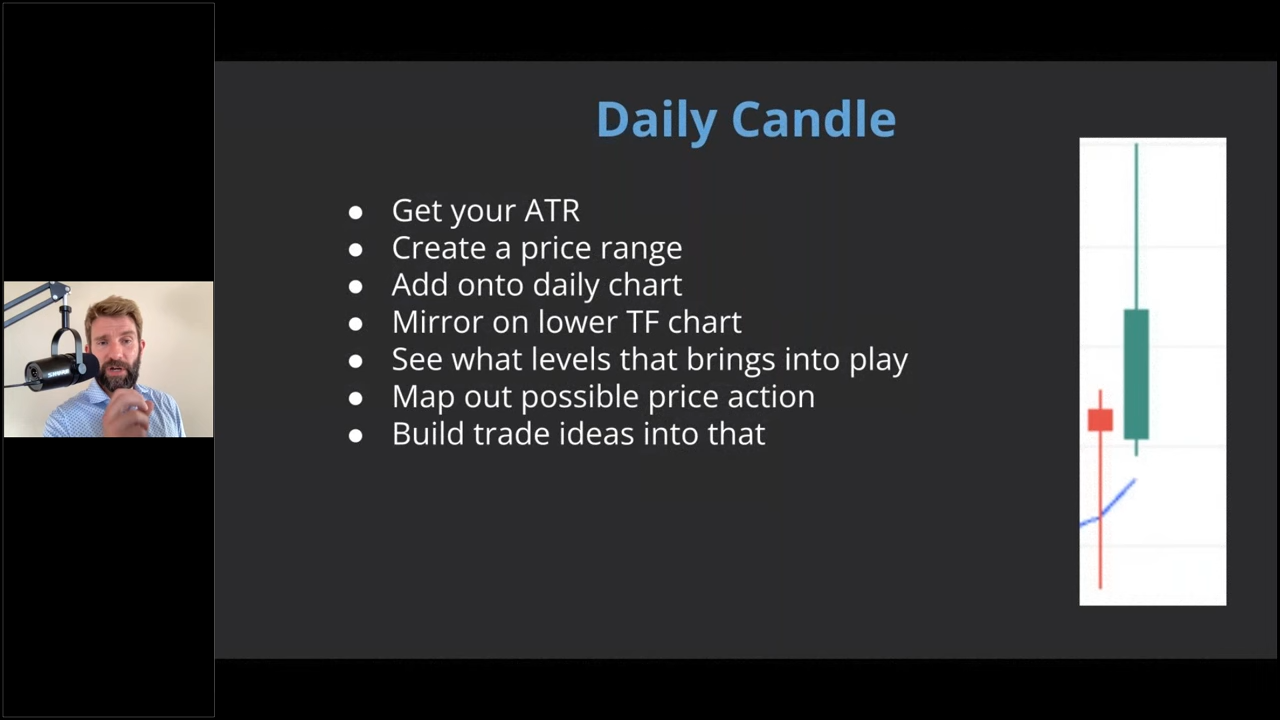 Daily Candle
● Get your ATR
● Create a price range
● Add onto daily chart
● Mirror on lower TF chart
● See what levels that brings into play
● Map out possible price action
● Build trade ideas into that
SHURE